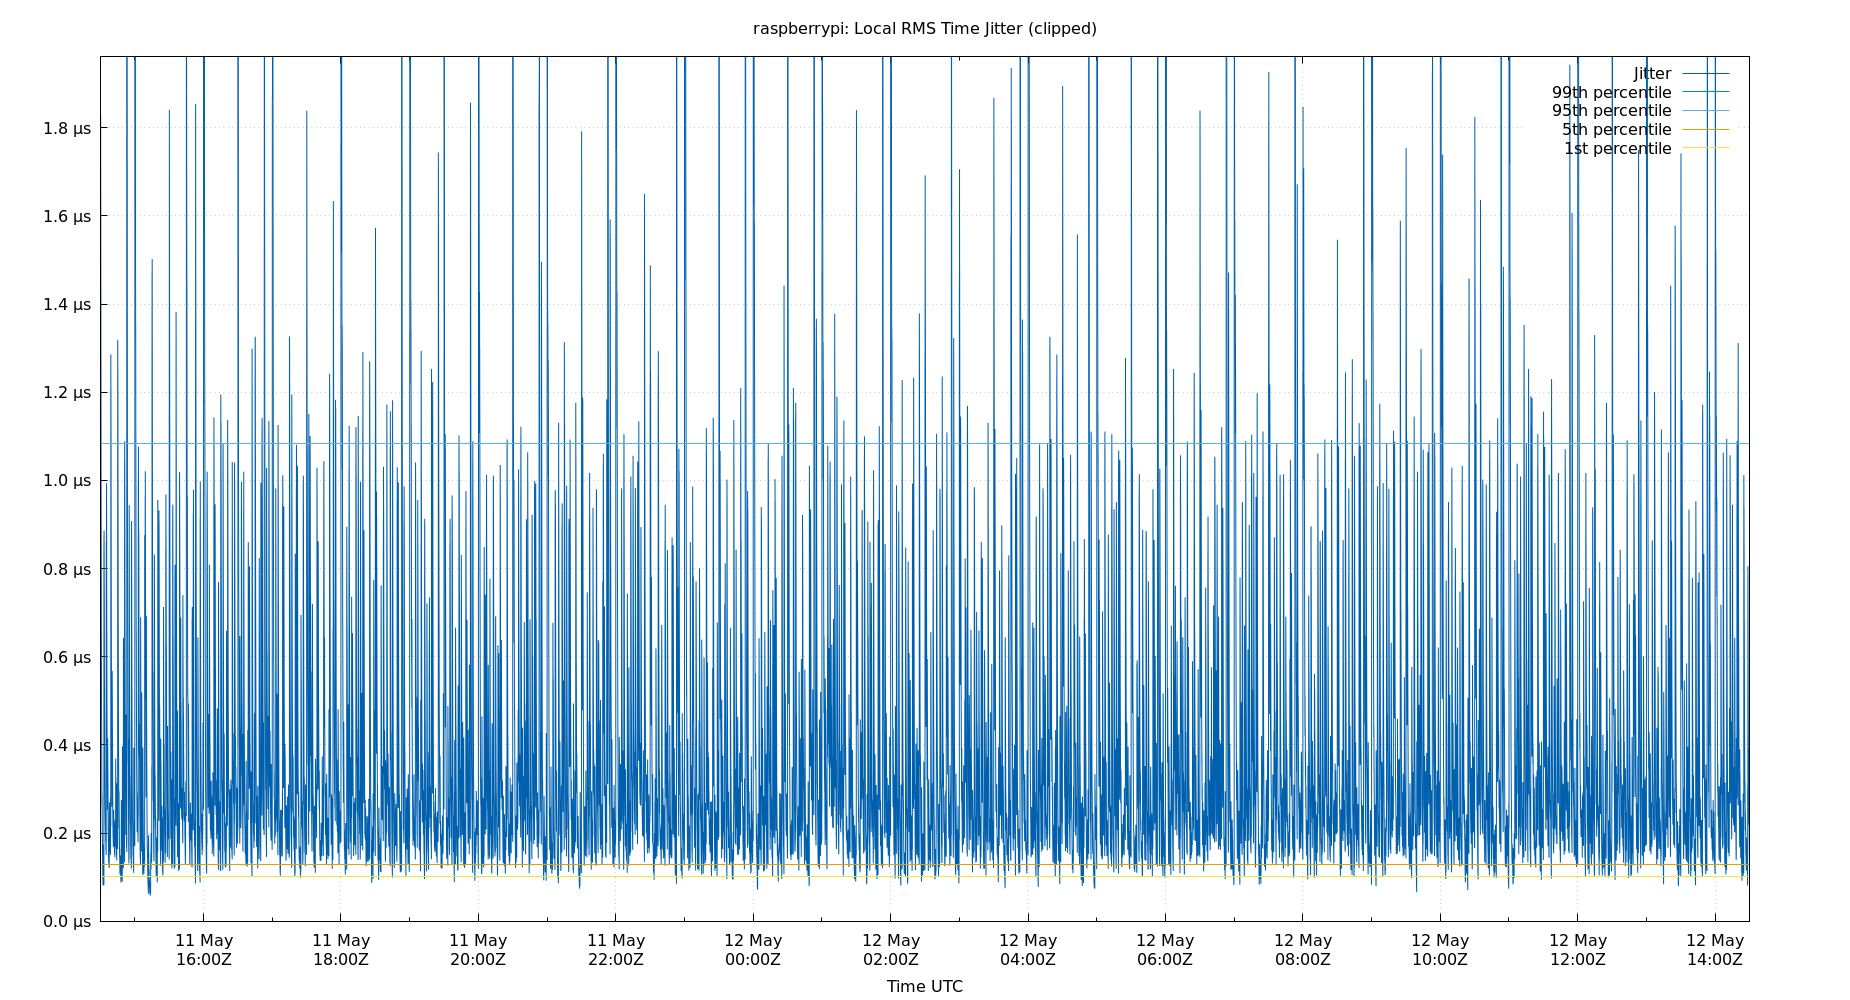 raspberrypi: Local RMS Time Jitter (clipped)
Jitter
99th percentile
95th percentile
5th percentile
1st percentile
1.8 µs
1.6 µs
1.4 µs
1.2 µs
1.0 µs
0.8 µs
0.6 µs
0.4 µs
0.2 µs
0.0 µs
11 May 11 May 11 May 11 May 12 May 12 May 12 May 12 May 12 May 12 May 12 May 12 May
16:00Z 18:00Z 20:00Z 22:00Z 00:00Z 02:00Z 04:00Z 06:00Z 08:00Z 10:00Z 12:00Z 14:00Z
Time UTC